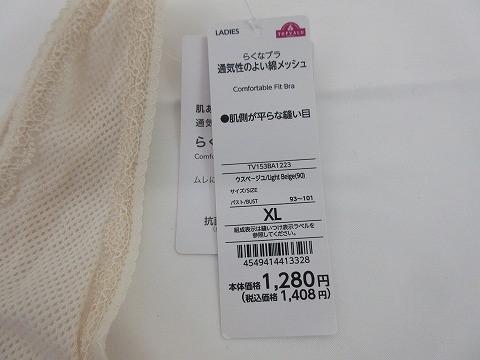 LADIES
TOPVALU
らくなブラ
通気性のよい綿メッシュ
Comfortable Fit Bra
●肌側が平らな縫い目
TV153BA1223
ウスベージュ/Light Beige(90)
サイズ/SIZE
バスト/BUST 93〜101
XL
組成表示は縫いつけ表示ラベルを
参照してください。
4549414413328
本体価格 1,280円
(税込価格 1,408円)
肌
通
らく
Comfo
ムレに
抗菌